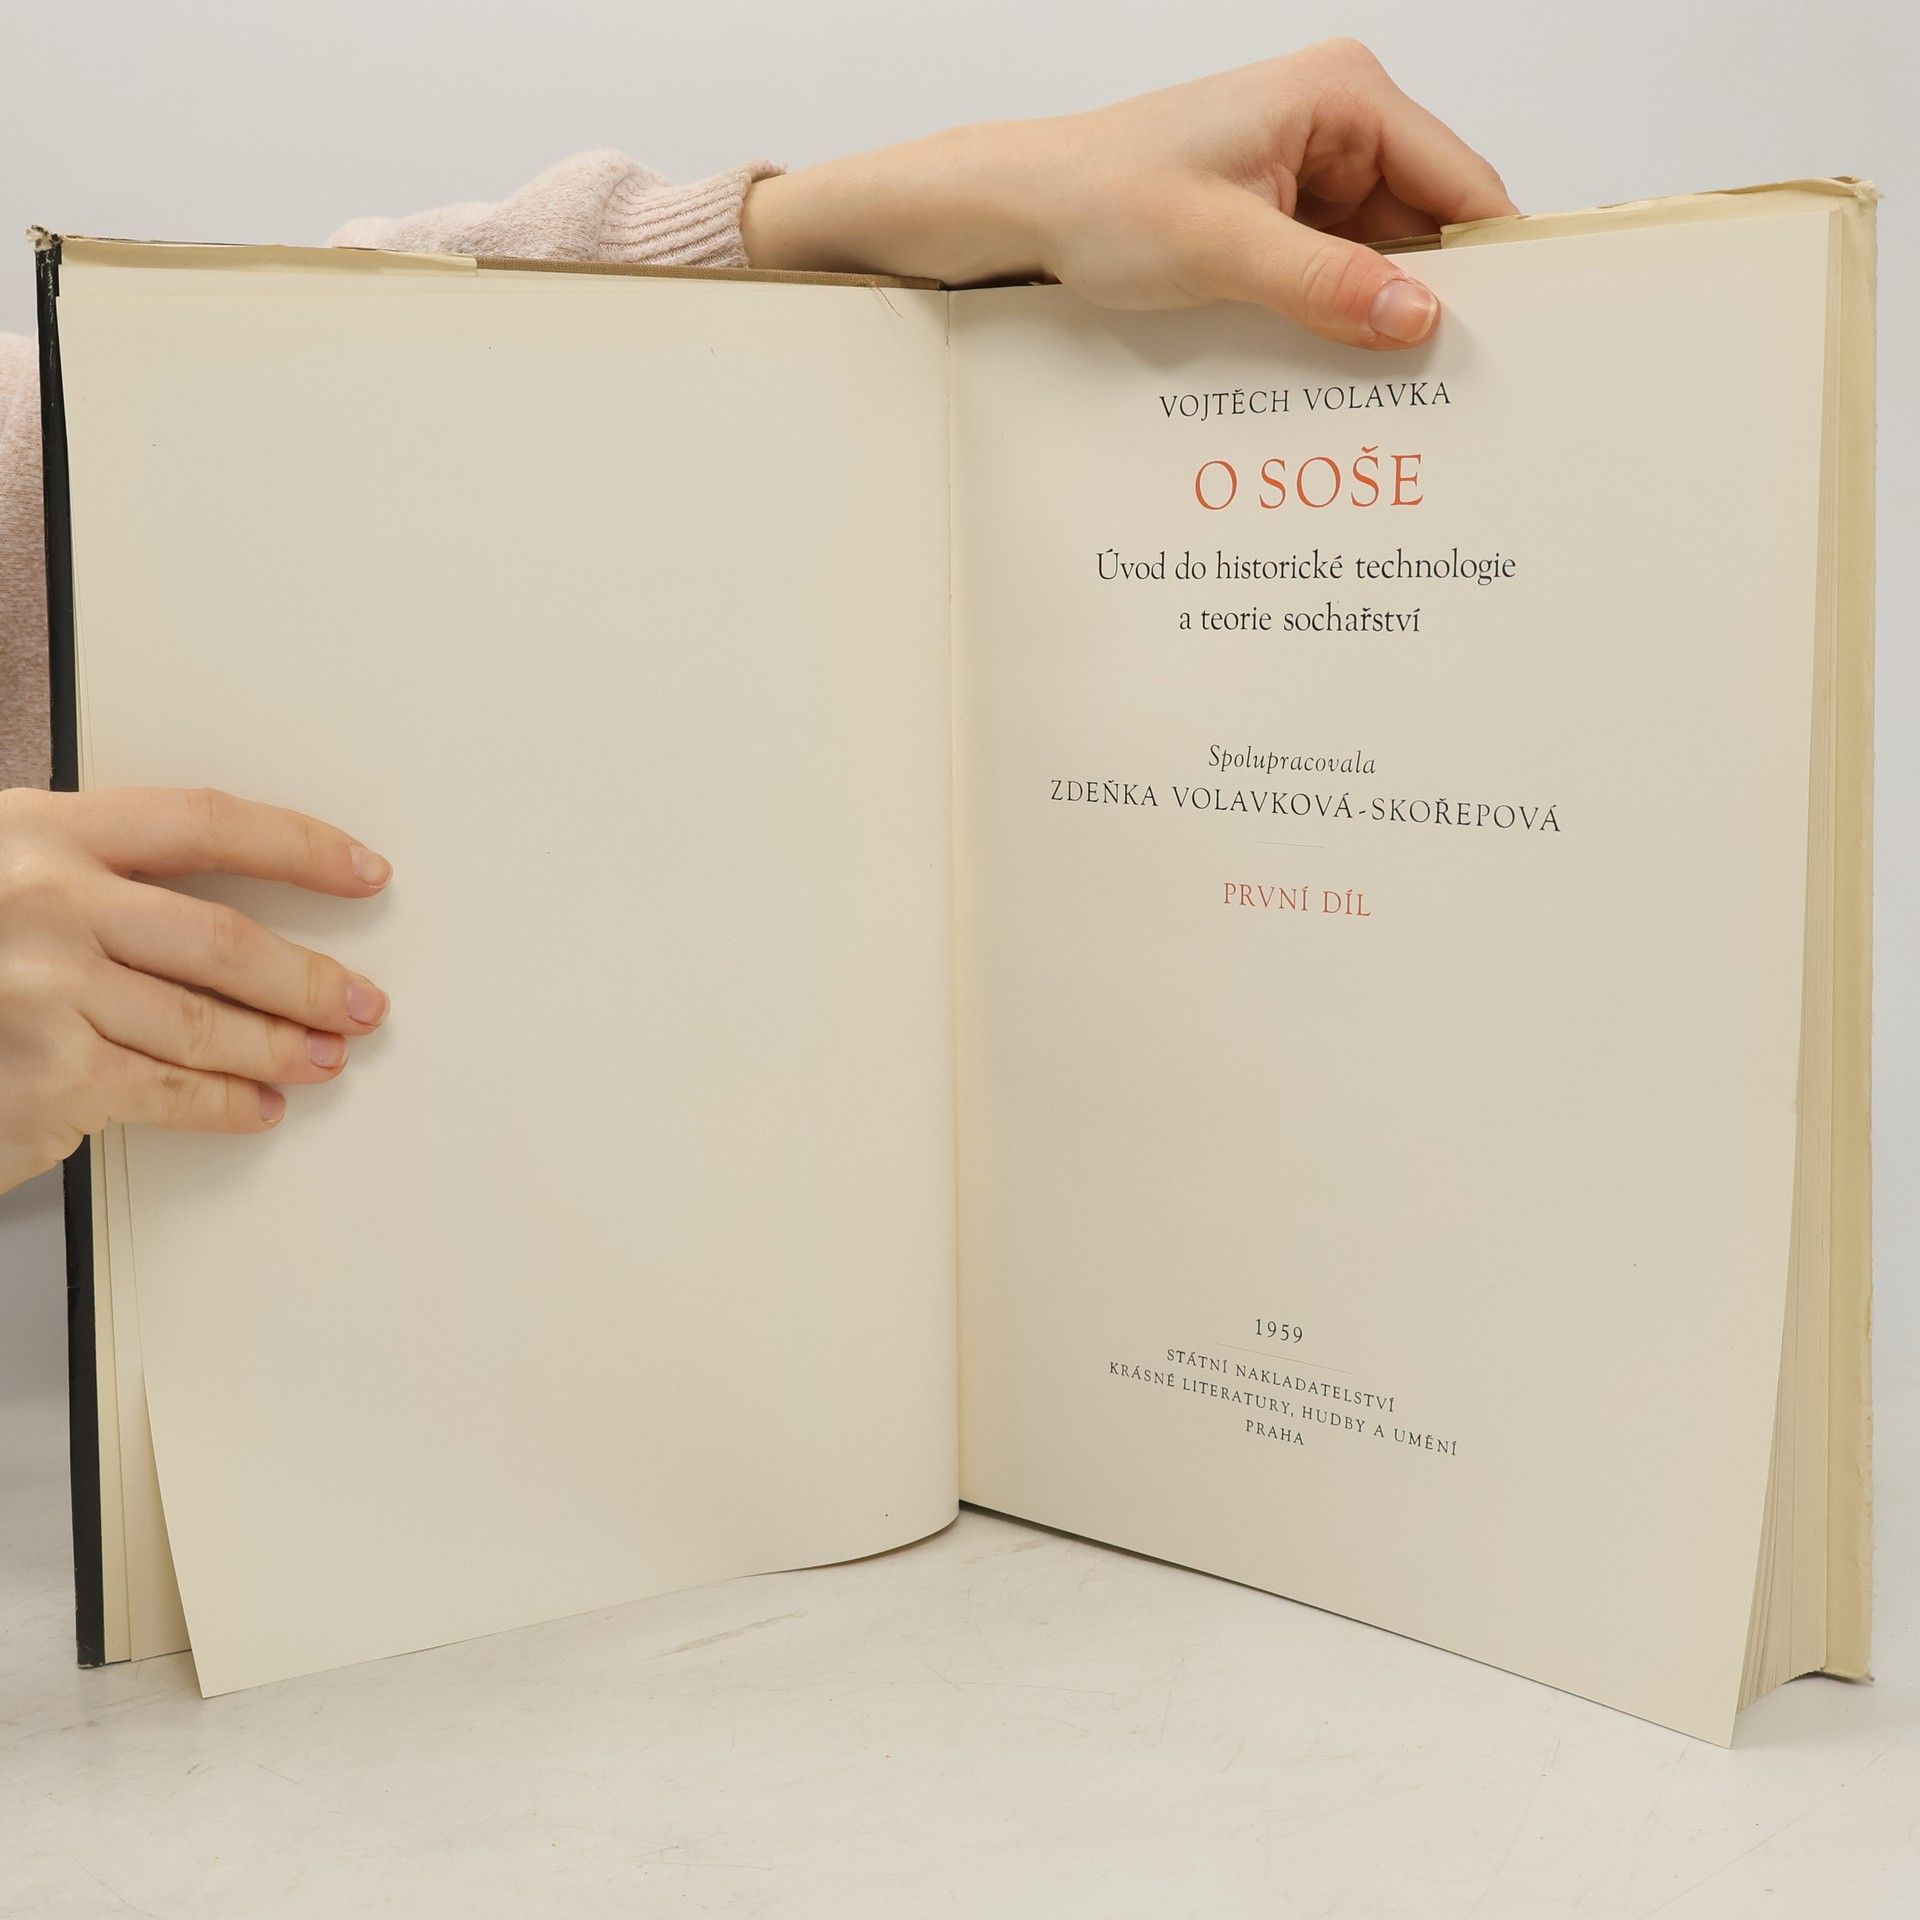 VOJTĚCH VOLAVKA
O SOŠE
Úvod do historické technologie
a teorie sochařství
Spolupracovala
ZDEŇKA VOLAVKOVÁ-SKOŘEPOVÁ
PRVNÍ DÍL
1959
STÁTNÍ NAKLADATELSTVÍ
KRÁSNÉ LITERATURY, HUDBY A UMĚNÍ
PRAHA